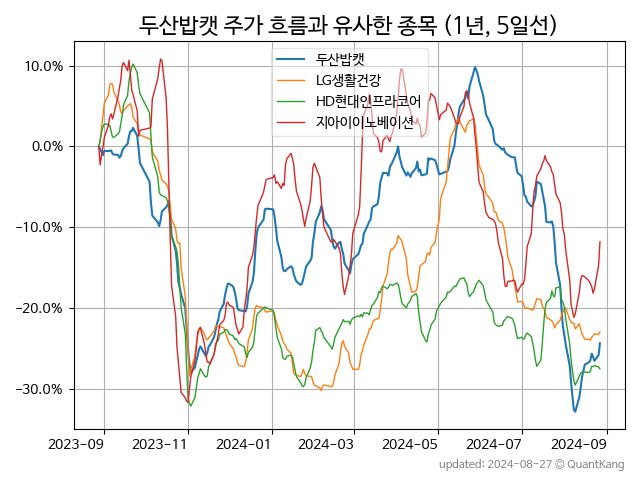 두산밥캣 주가 흐름과 유사한 종목 (1년, 5일선)
두산밥캣
LG생활건강
HD현대인프라코어
지아이이노베이션
10.0%
0.0%
−10.0%
−20.0%
−30.0%
2023-09 2023-11 2024-01 2024-03 2024-05 2024-07 2024-09
updated: 2024-08-27 © QuantKang